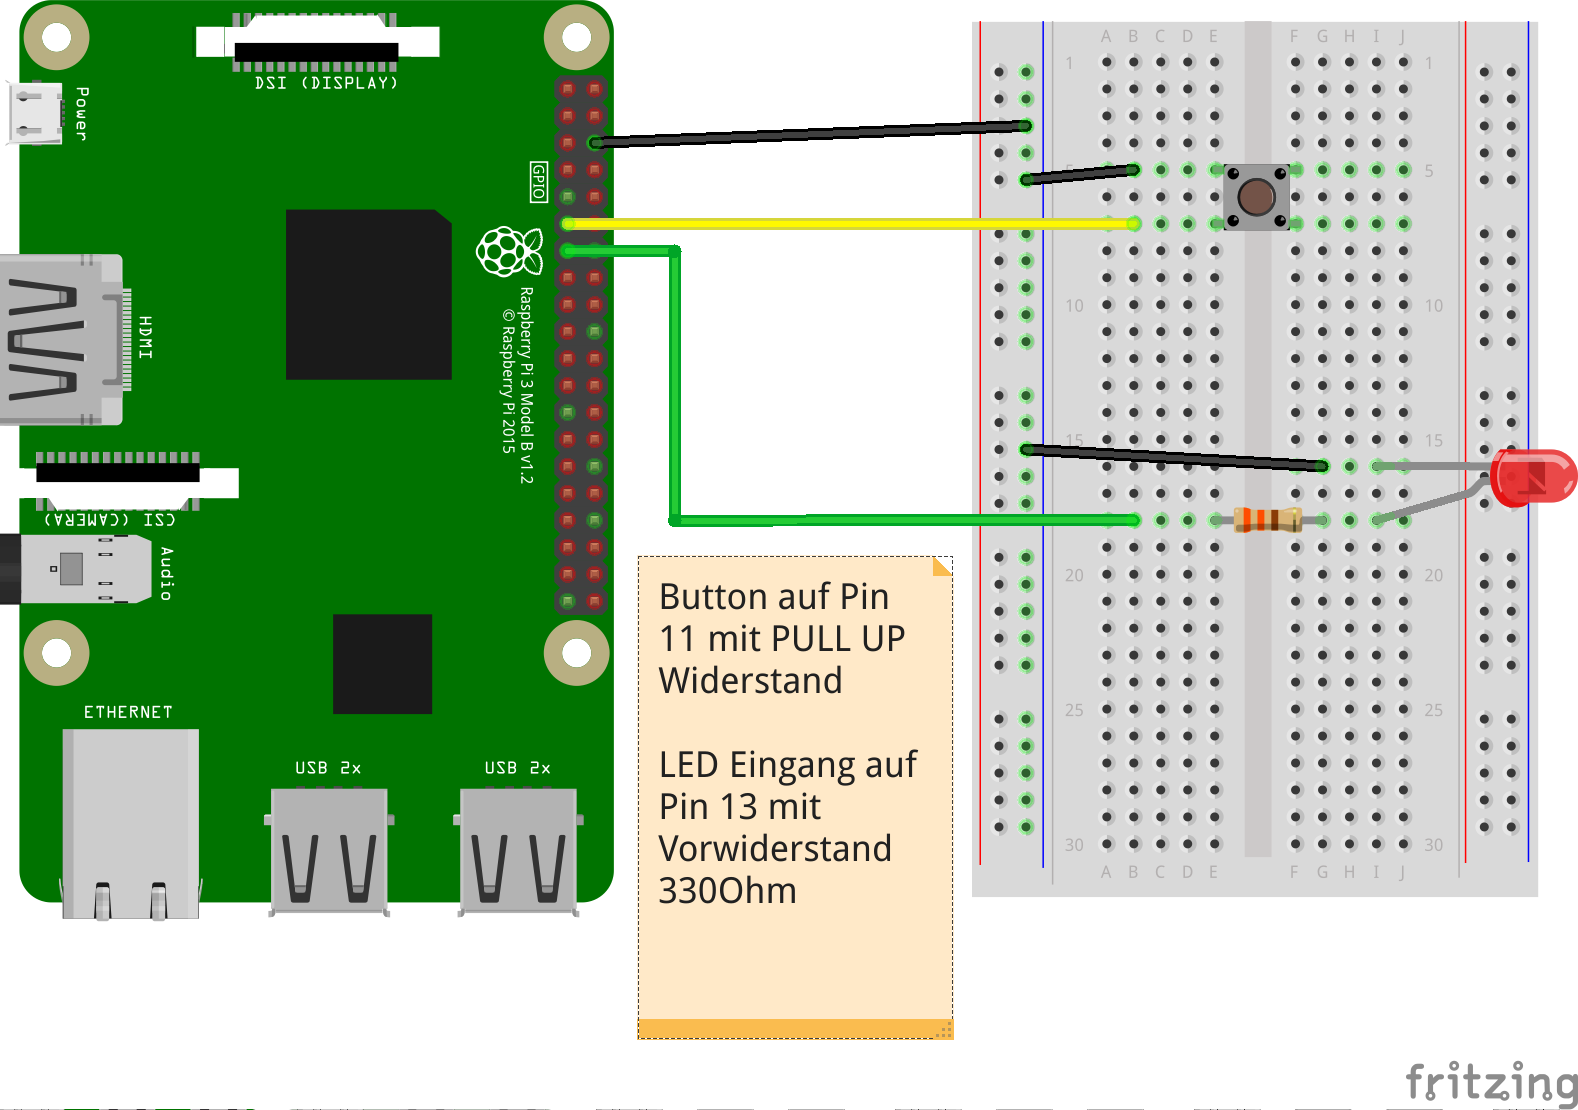 DSI (DISPLAY)
Power
GPIO
HDMI
Raspberry Pi 3 Model B v1.2
© Raspberry Pi 2015
CSI (CAMERA)
Audio
ETHERNET
USB 2x
USB 2x
Button auf Pin
11 mit PULL UP
Widerstand
LED Eingang auf
Pin 13 mit
Vorwiderstand
330Ohm
A B C D E F G H I J
1 1
5 5
10 10
15 15
20 20
25 25
30 30
A B C D E F G H I J
fritzing